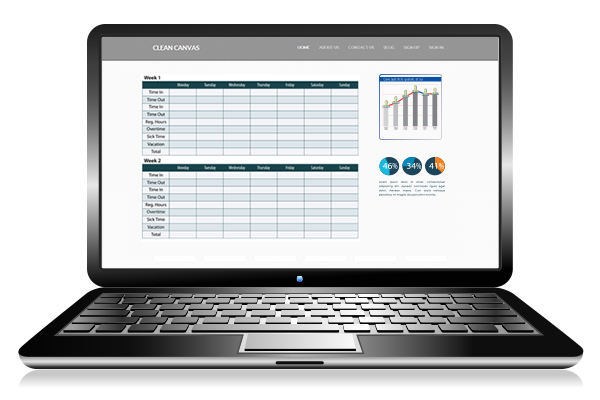 CLEAN CANVAS
HOME ABOUT US CONTACT US BLOG SIGN UP SIGN IN
Week 1
Monday Tuesday Wednesday Thursday Friday Saturday Sunday
Time In
Time Out
Time In
Time Out
Reg. Hours
Overtime
Sick Time
Vacation
Total
Week 2
Monday Tuesday Wednesday Thursday Friday Saturday Sunday
Time In
Time Out
Time In
Time Out
Reg. Hours
Overtime
Sick Time
Vacation
Total
46% 34% 41%